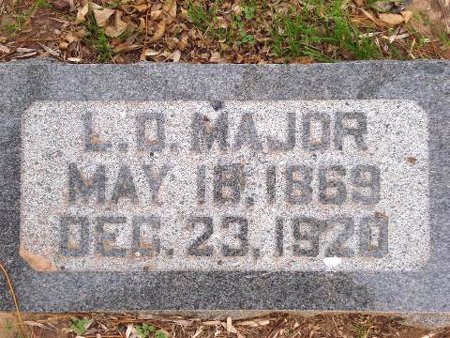 L.D. MAJOR
MAY 18, 1869
DEC. 23, 1920